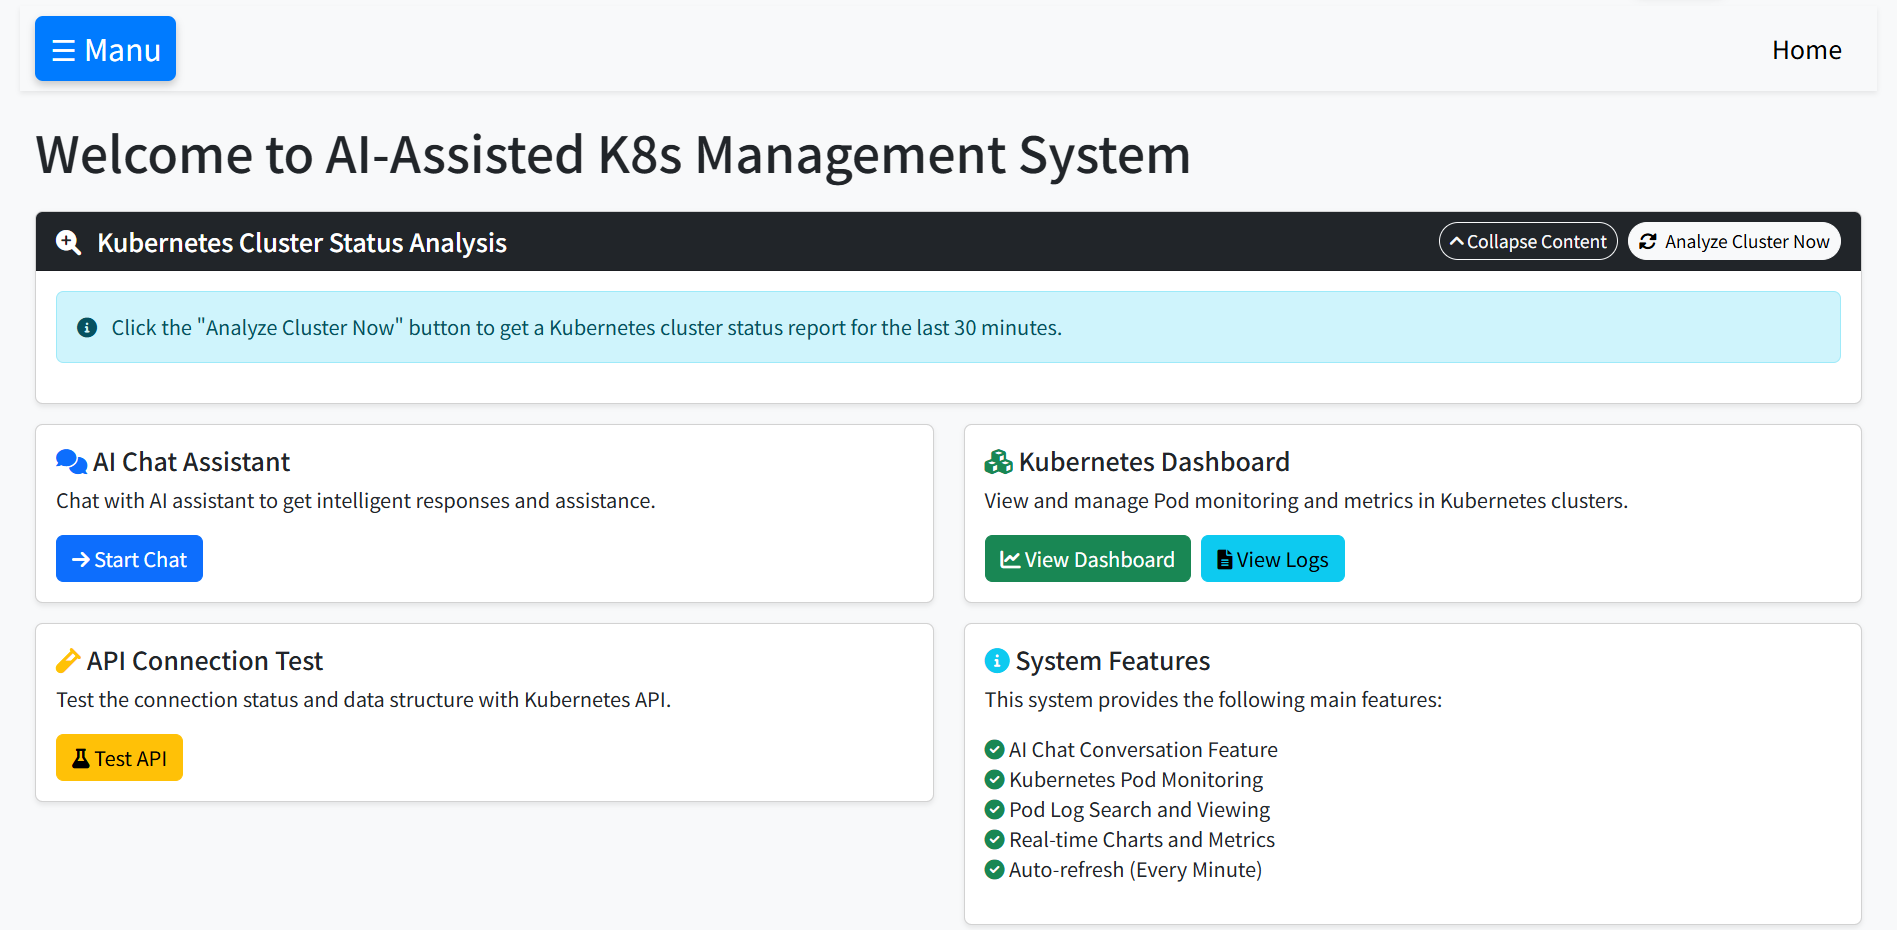 ☰ Manu
Home
Welcome to AI-Assisted K8s Management System
Kubernetes Cluster Status Analysis
Collapse Content
Analyze Cluster Now
Click the "Analyze Cluster Now" button to get a Kubernetes cluster status report for the last 30 minutes.
AI Chat Assistant
Chat with AI assistant to get intelligent responses and assistance.
Start Chat
Kubernetes Dashboard
View and manage Pod monitoring and metrics in Kubernetes clusters.
View Dashboard
View Logs
API Connection Test
Test the connection status and data structure with Kubernetes API.
Test API
System Features
This system provides the following main features:
AI Chat Conversation Feature
Kubernetes Pod Monitoring
Pod Log Search and Viewing
Real-time Charts and Metrics
Auto-refresh (Every Minute)